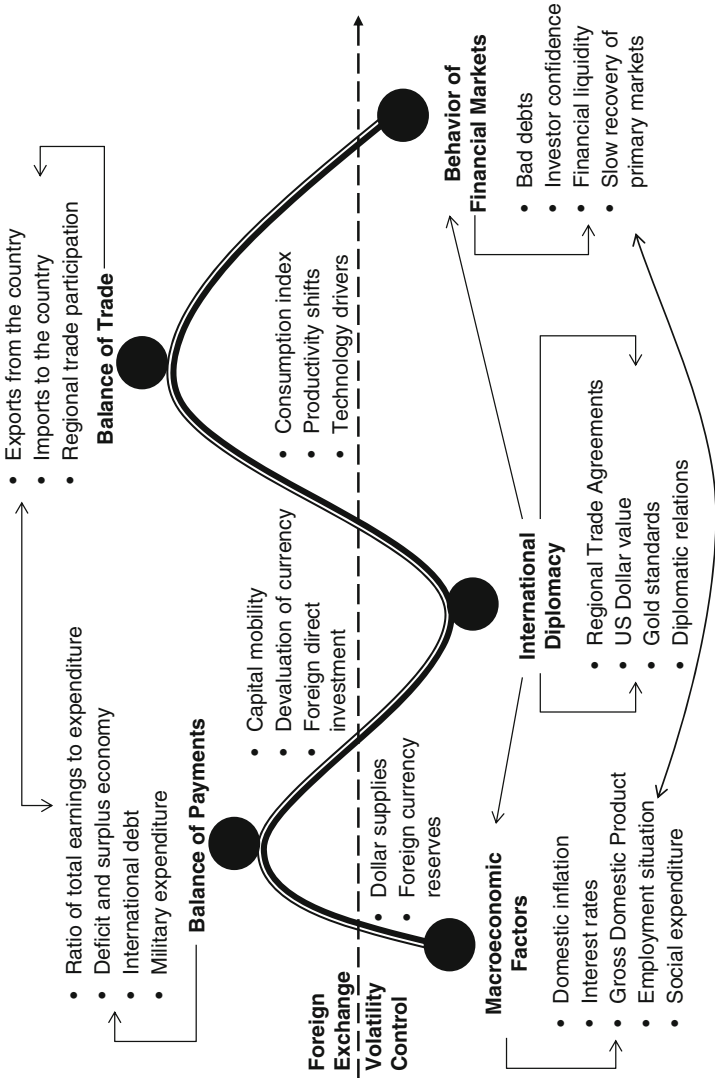 • Ratio of total earnings to expenditure
• Deficit and surplus economy
• International debt
• Military expenditure
Balance of Payments
• Exports from the country
• Imports to the country
• Regional trade participation
Balance of Trade
• Capital mobility
• Devaluation of currency
• Foreign direct
investment
• Consumption index
• Productivity shifts
• Technology drivers
Foreign
Exchange
Volatility
Control
• Dollar supplies
• Foreign currency
reserves
Macroeconomic
Factors
• Domestic inflation
• Interest rates
• Gross Domestic Product
• Employment situation
• Social expenditure
International
Diplomacy
• Regional Trade Agreements
• US Dollar value
• Gold standards
• Diplomatic relations
Behavior of
Financial Markets
• Bad debts
• Investor confidence
• Financial liquidity
• Slow recovery of
primary markets